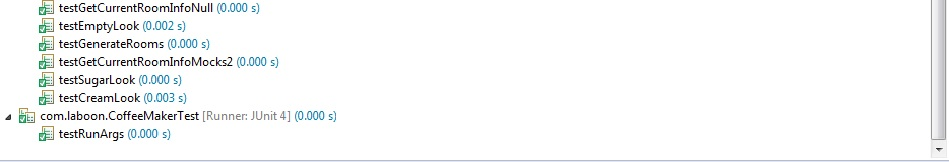 testGetCurrentRoomInfoNull (0.000 s)
testEmptyLook (0.002 s)
testGenerateRooms (0.000 s)
testGetCurrentRoomInfoMocks2 (0.000 s)
testSugarLook (0.000 s)
testCreamLook (0.003 s)
com.laboon.CoffeeMakerTest [Runner: JUnit 4] (0.000 s)
testRunArgs (0.000 s)